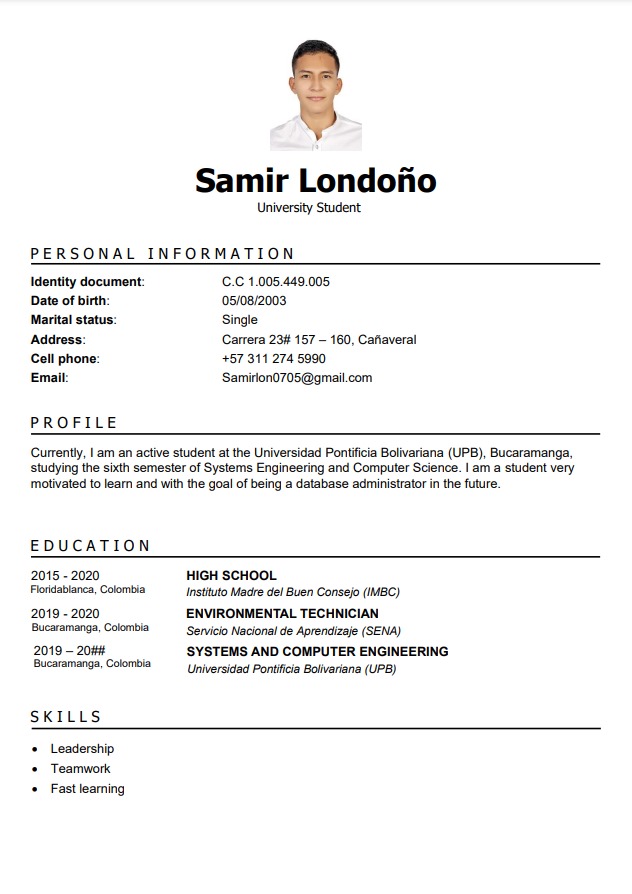 Samir Londoño
University Student
PERSONAL INFORMATION
Identity document: C.C 1.005.449.005
Date of birth: 05/08/2003
Marital status: Single
Address: Carrera 23# 157 – 160, Cañaveral
Cell phone: +57 311 274 5990
Email: Samirlon0705@gmail.com
PROFILE
Currently, I am an active student at the Universidad Pontificia Bolivariana (UPB), Bucaramanga,
studying the sixth semester of Systems Engineering and Computer Science. I am a student very
motivated to learn and with the goal of being a database administrator in the future.
EDUCATION
2015 - 2020 HIGH SCHOOL
Floridablanca, Colombia Instituto Madre del Buen Consejo (IMBC)
2019 - 2020 ENVIRONMENTAL TECHNICIAN
Bucaramanga, Colombia Servicio Nacional de Aprendizaje (SENA)
2019 – 20## SYSTEMS AND COMPUTER ENGINEERING
Bucaramanga, Colombia Universidad Pontificia Bolivariana (UPB)
SKILLS
• Leadership
• Teamwork
• Fast learning